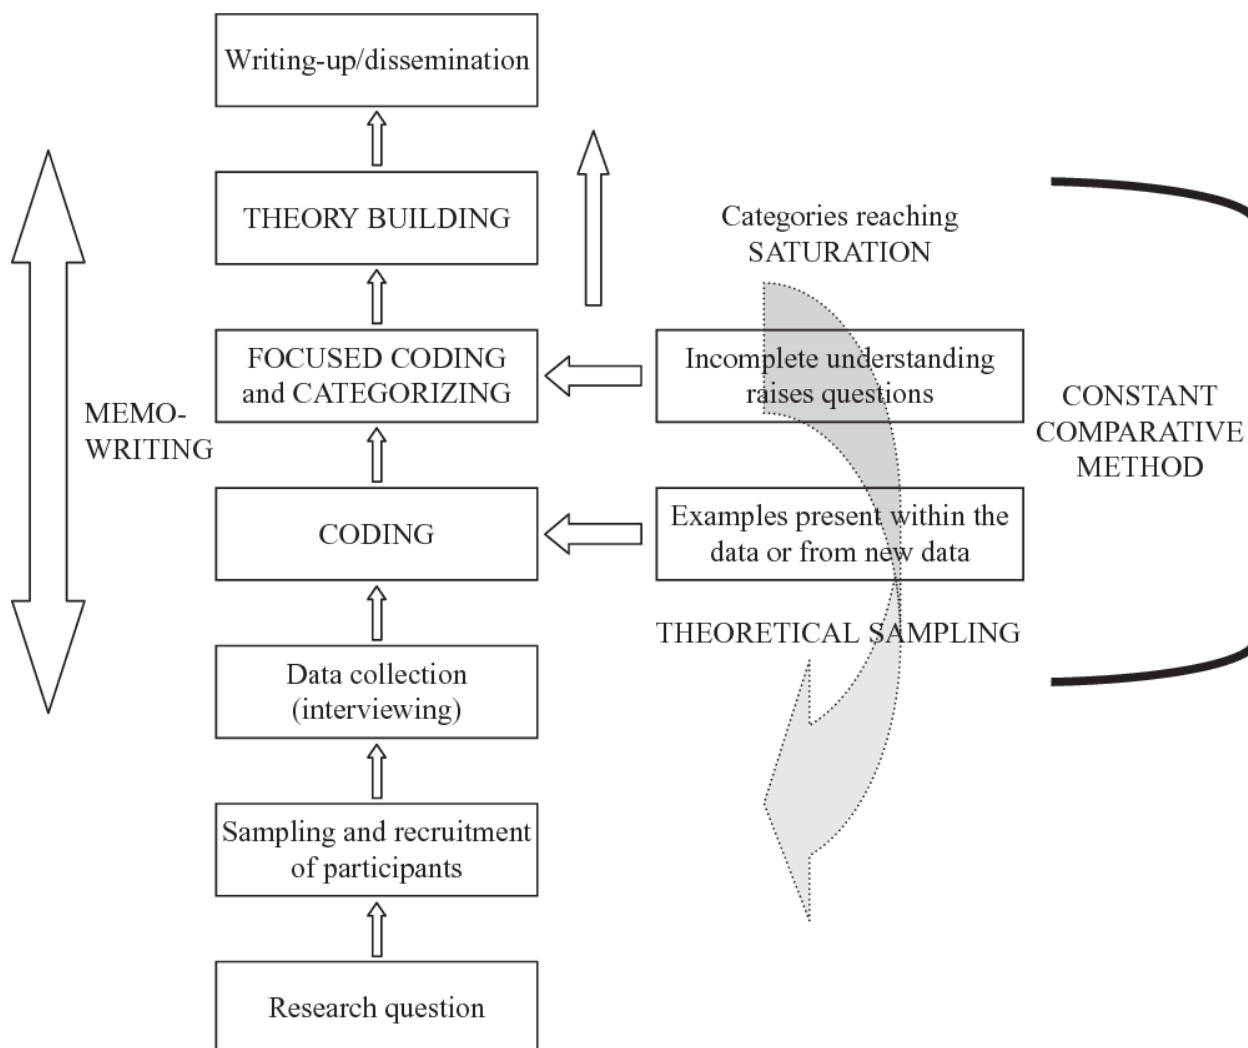 Writing-up/dissemination
THEORY BUILDING
Categories reaching
SATURATION
FOCUSED CODING
and CATEGORIZING
Incomplete understanding
raises questions
MEMO-
WRITING
CONSTANT
COMPARATIVE
METHOD
CODING
Examples present within the
data or from new data
THEORETICAL SAMPLING
Data collection
(interviewing)
Sampling and recruitment
of participants
Research question